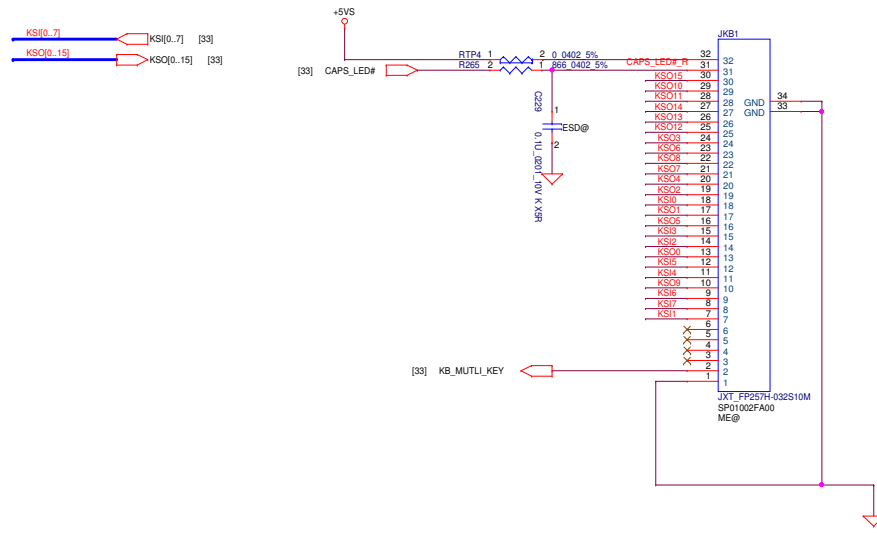 +5VS
KSI[0..7]
KSI[0..7] [33]
KSO[0..15]
KSO[0..15] [33]
JKB1
RTP4 1 2 0_0402_5%
[33] CAPS_LED#
R265 2 1 866_0402_5%
CAPS_LED#_R
C229
1
2
ESD@
0.1U_0201_10V K X5R
32 32
31 31
KSO15 30 30
KSO10 29 29
KSO11 28 28
KSO14 27 27
KSO13 26 26
KSO12 25 25
KSO3 24 24
KSO6 23 23
KSO8 22 22
KSO7 21 21
KSO4 20 20
KSO2 19 19
KSI0 18 18
KSO1 17 17
KSO5 16 16
KSI3 15 15
KSI2 14 14
KSO0 13 13
KSI5 12 12
KSI4 11 11
KSO9 10 10
KSI6 9 9
KSI7 8 8
KSI1 7 7
6 6
5 5
4 4
3 3
2 2
1 1
GND 34
GND 33
[33] KB_MUTLI_KEY
JXT_FP257H-032S10M
SP01002FA00
ME@